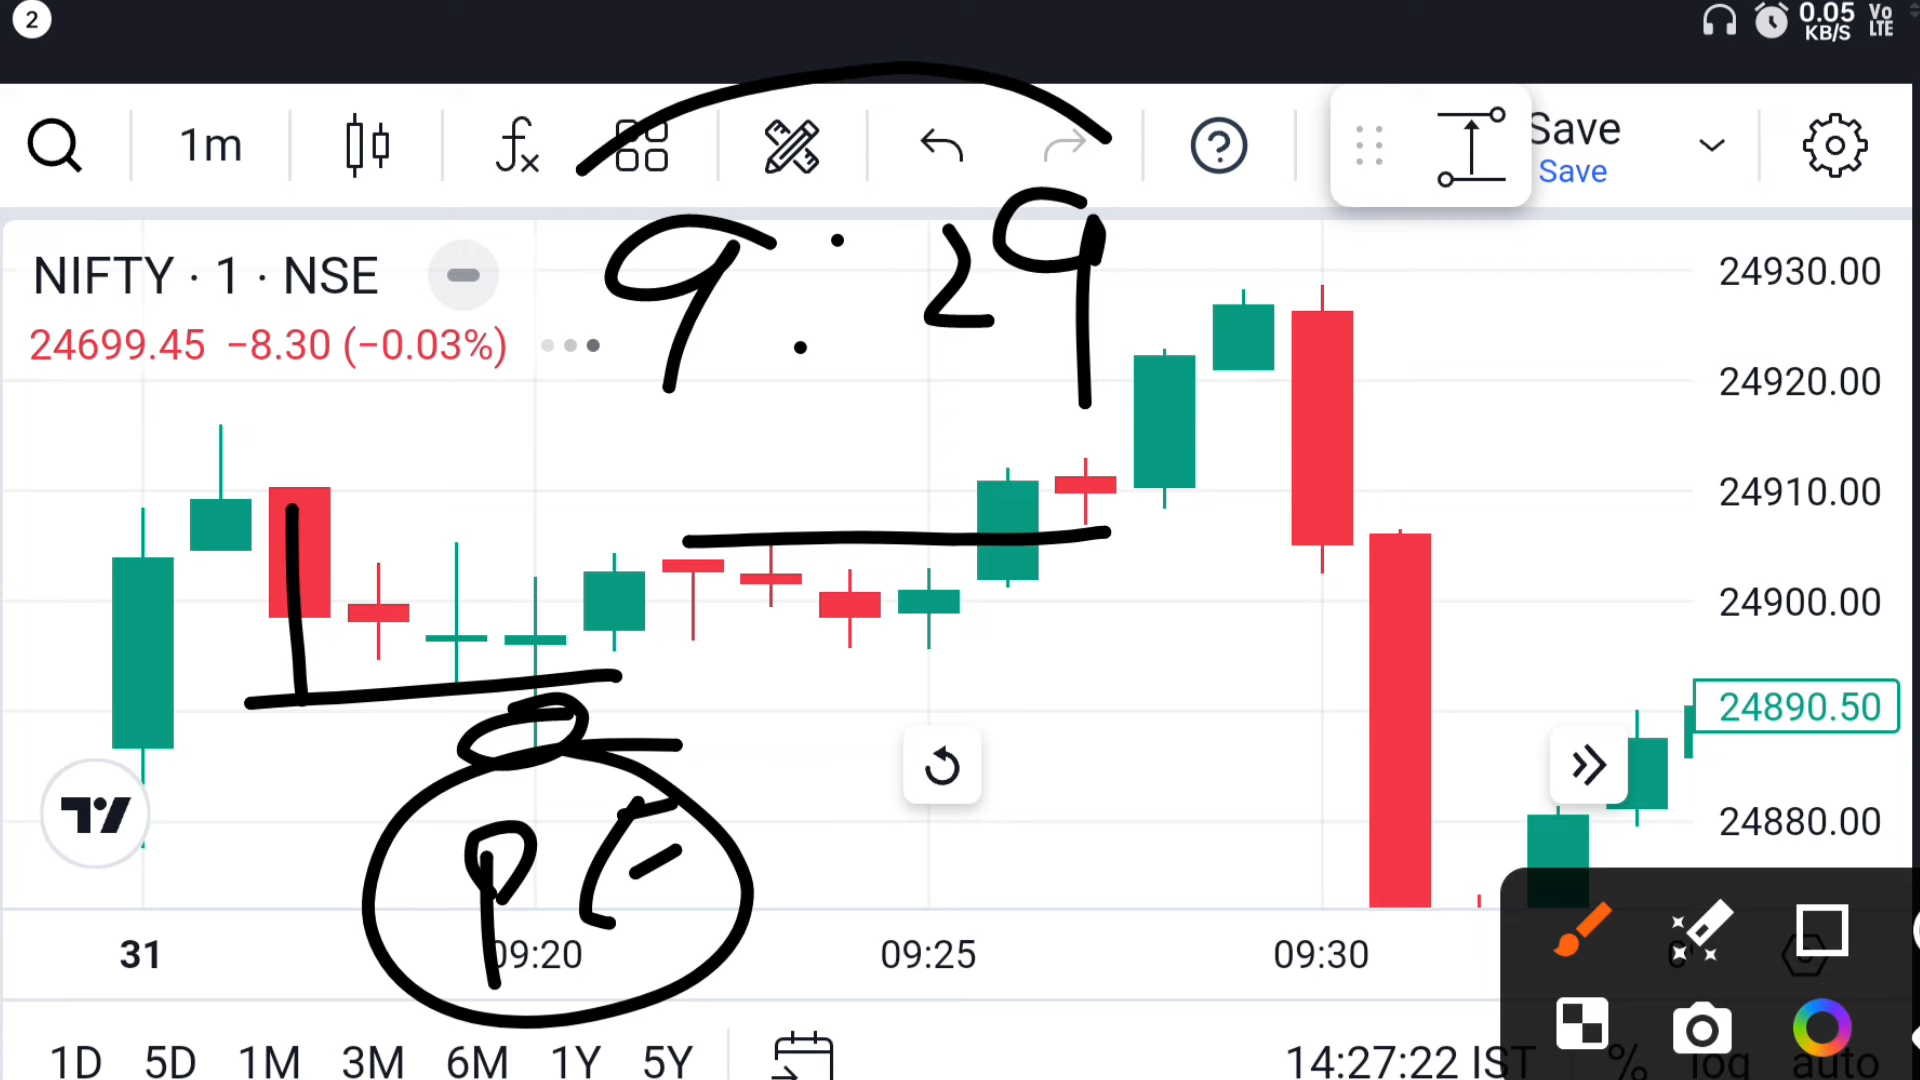 2
0.05 KB/S Vo LTE
1m
Save
Save
NIFTY · 1 · NSE
24699.45 −8.30 (−0.03%)
9:29
24930.00
24920.00
24910.00
24900.00
24890.50
24880.00
PE
31 09:20 09:25 09:30
1D 5D 1M 3M 6M 1Y 5Y
14:27:22 IST % log auto